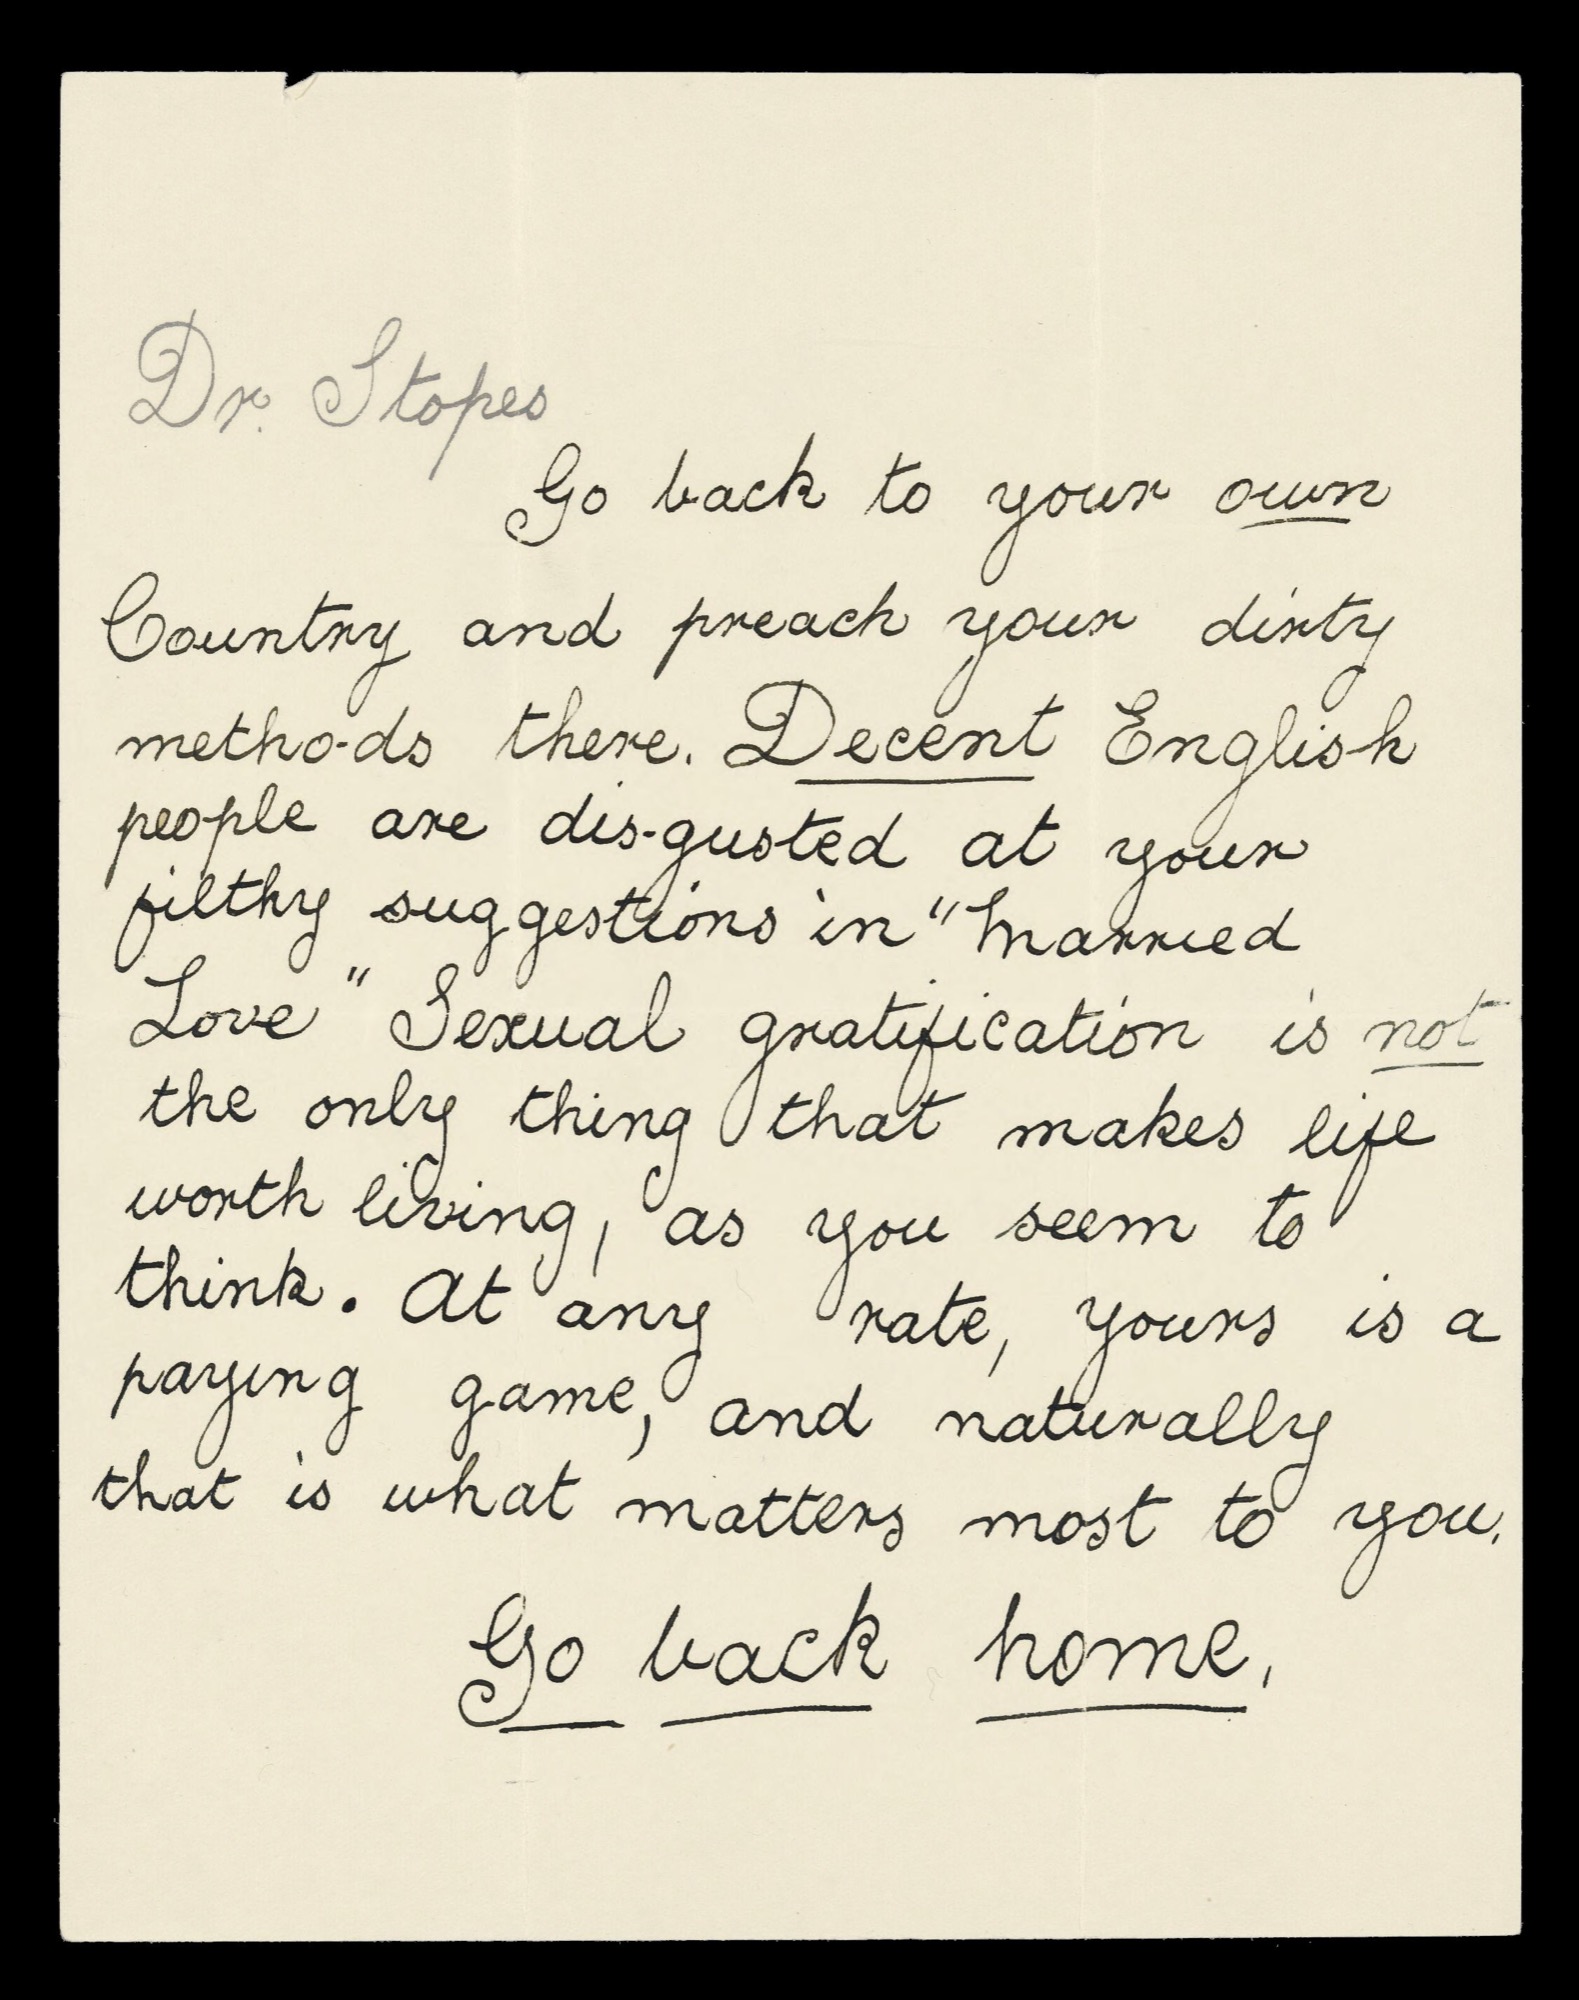 Dr. Stopes
Go back to your own
Country and preach your dirty
methods there. Decent English
people are dis-gusted at your
filthy suggestions in "Married
Love" Sexual gratification is not
the only thing that makes life
worth living, as you seem to
think. At any rate, yours is a
paying game, and naturally
that is what matters most to you.
Go back home.